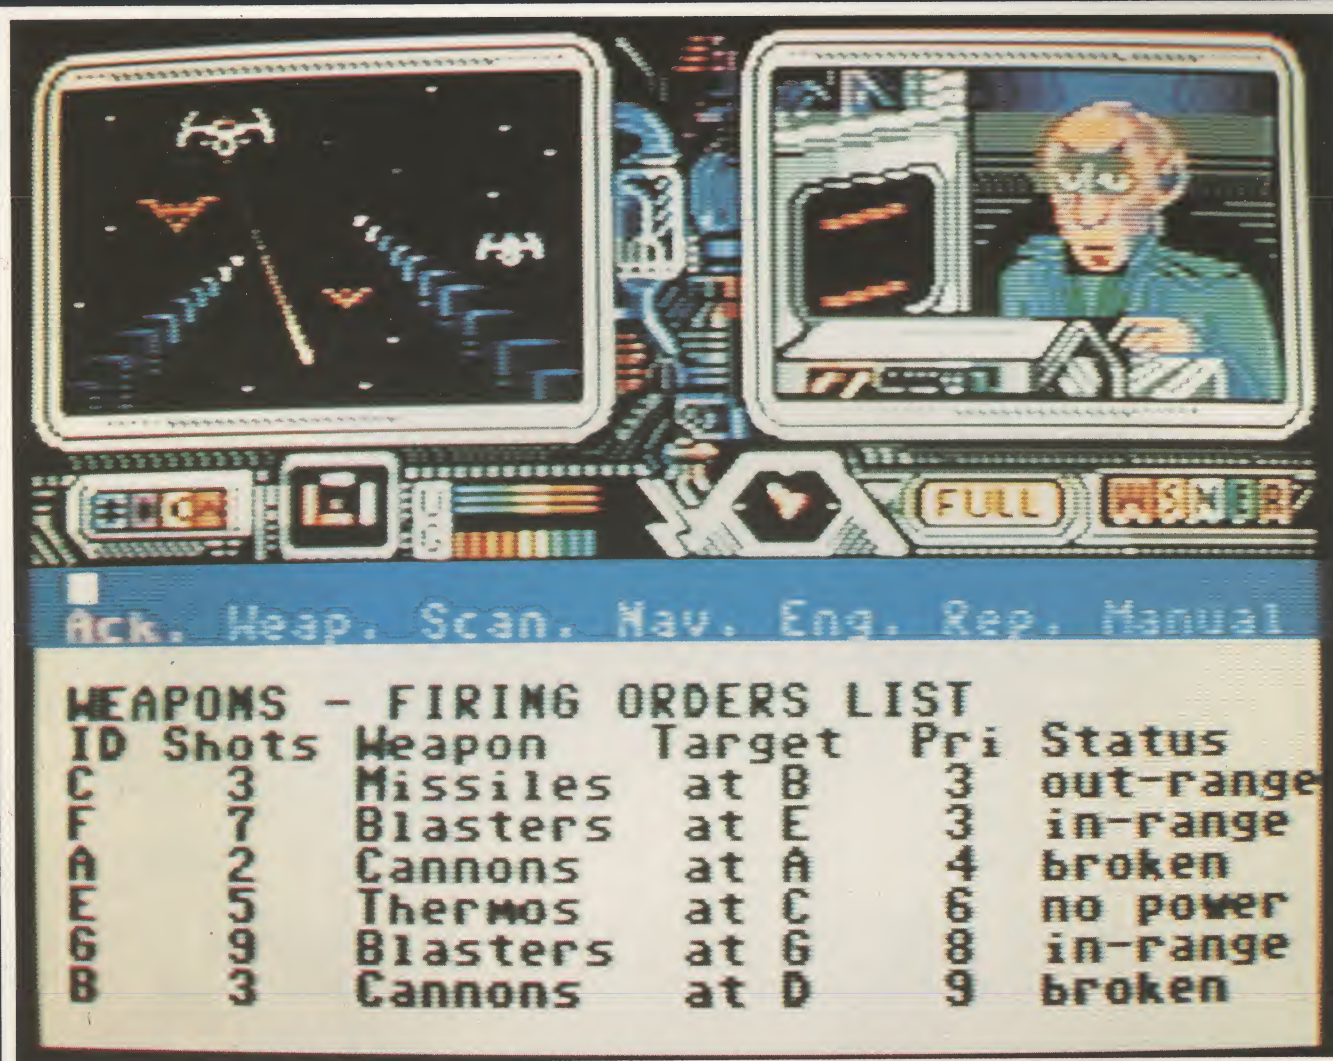 FULL
Ack. Weap. Scan. Nav. Eng. Rep. Manual
WEAPONS - FIRING ORDERS LIST
ID Shots Weapon Target Pri Status
C 3 Missiles at B 3 out-range
F 7 Blasters at E 3 in-range
A 2 Cannons at A 4 broken
E 5 Thermos at C 6 no power
G 9 Blasters at G 8 in-range
B 3 Cannons at D 9 broken